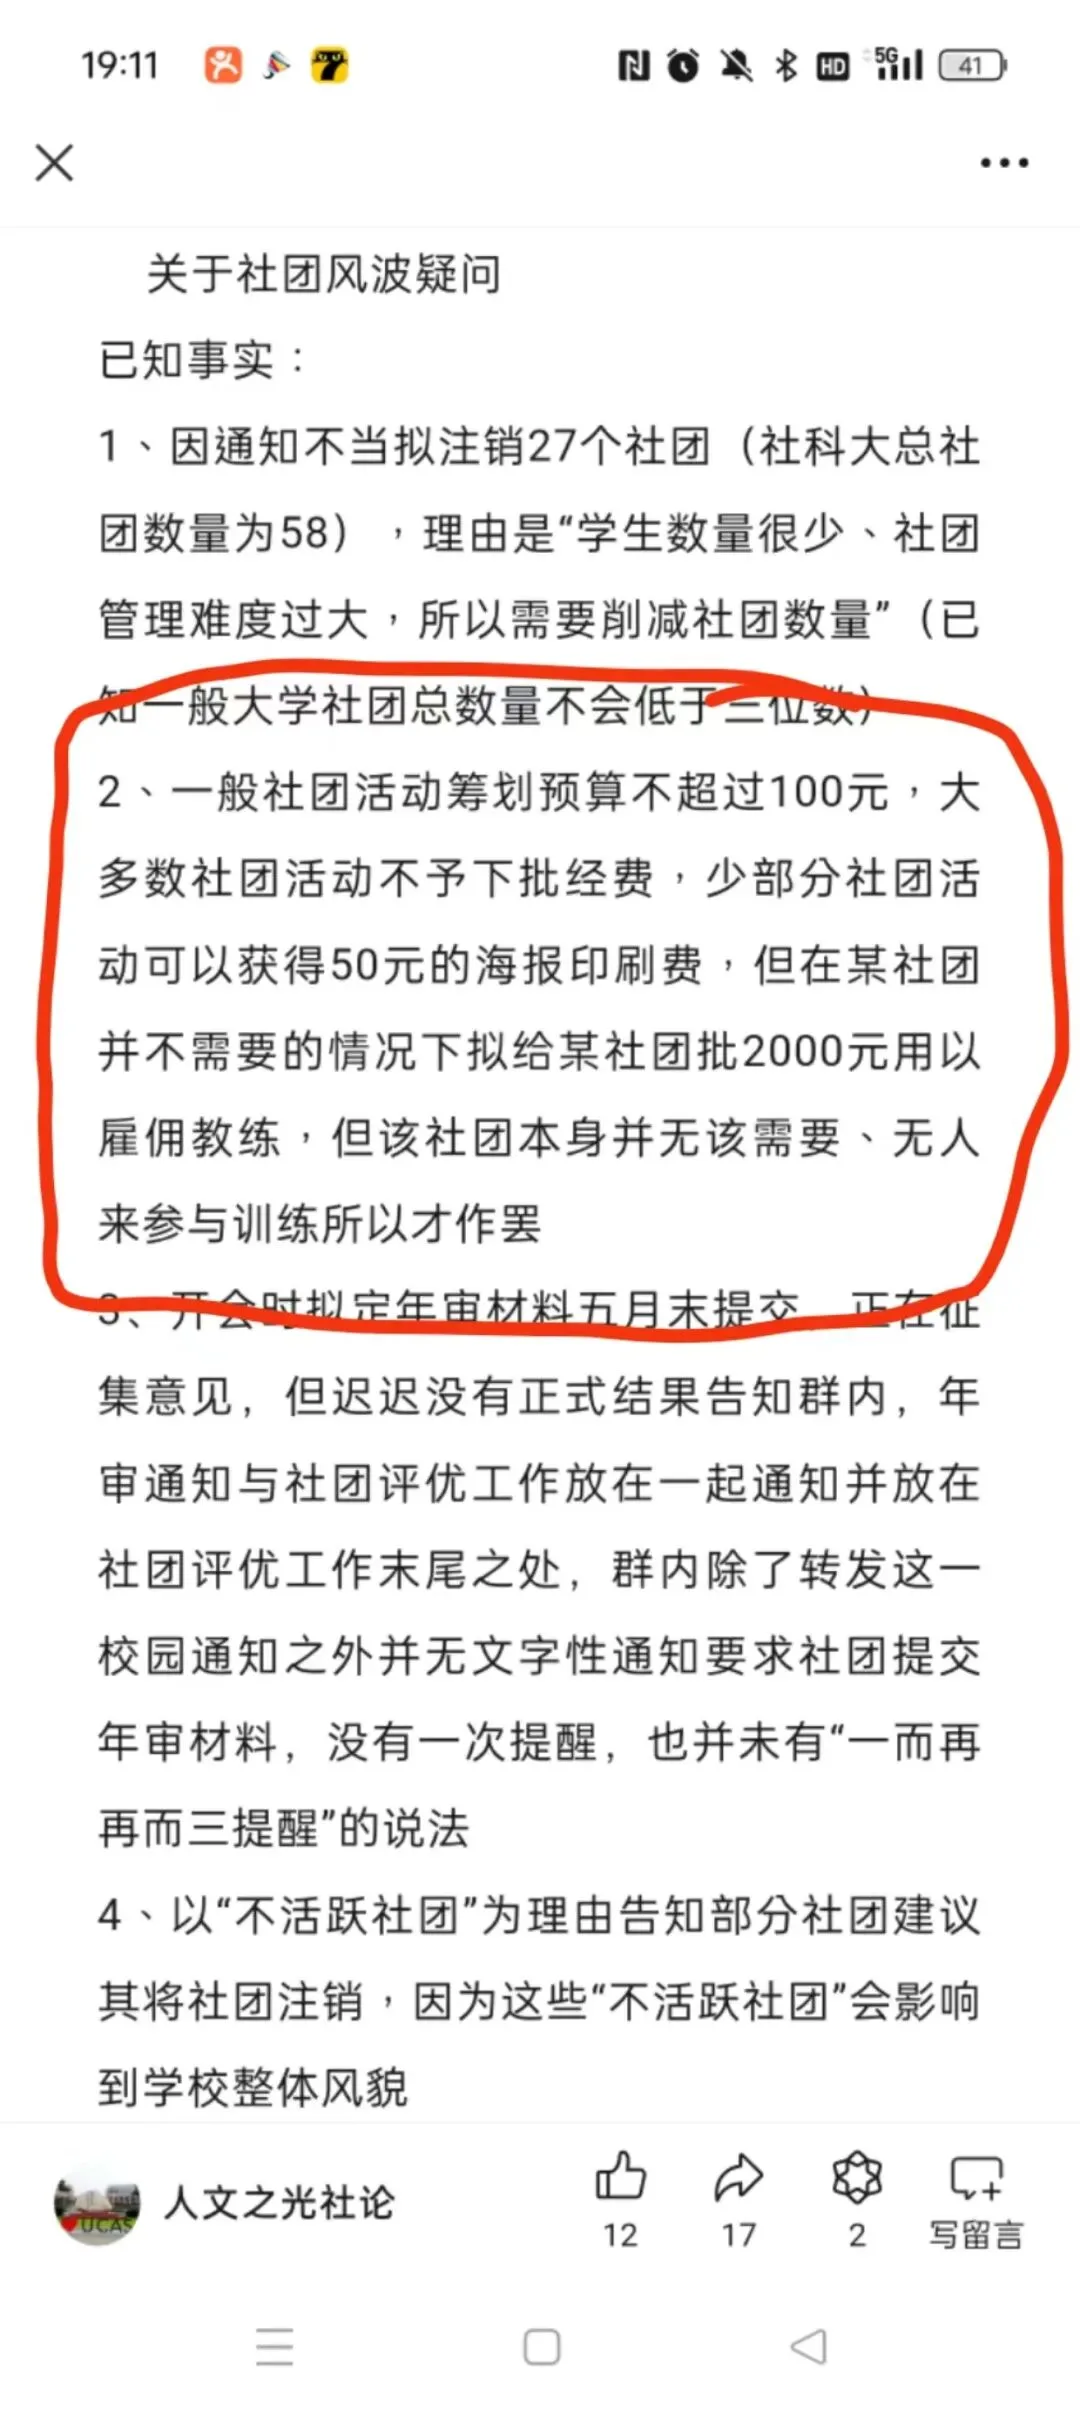 19:11
HD
5G
41
关于社团风波疑问
已知事实：
1、因通知不当拟注销27个社团（社科大总社
团数量为58），理由是“学生数量很少、社团
管理难度过大，所以需要削减社团数量”（已
知一般大学社团总数量不会低于三位数）
2、一般社团活动筹划预算不超过100元，大
多数社团活动不予下批经费，少部分社团活
动可以获得50元的海报印刷费，但在某社团
并不需要的情况下拟给某社团批2000元用以
雇佣教练，但该社团本身并无该需要、无人
来参与训练所以才作罢
3、开会时拟定年审材料五月末提交，正在征
集意见，但迟迟没有正式结果告知群内，年
审通知与社团评优工作放在一起通知并放在
社团评优工作末尾之处，群内除了转发这一
校园通知之外并无文字性通知要求社团提交
年审材料，没有一次提醒，也并未有“一而再
再而三提醒”的说法
4、以“不活跃社团”为理由告知部分社团建议
其将社团注销，因为这些“不活跃社团”会影响
到学校整体风貌
UCAS
人文之光社论
12
17
2
写留言